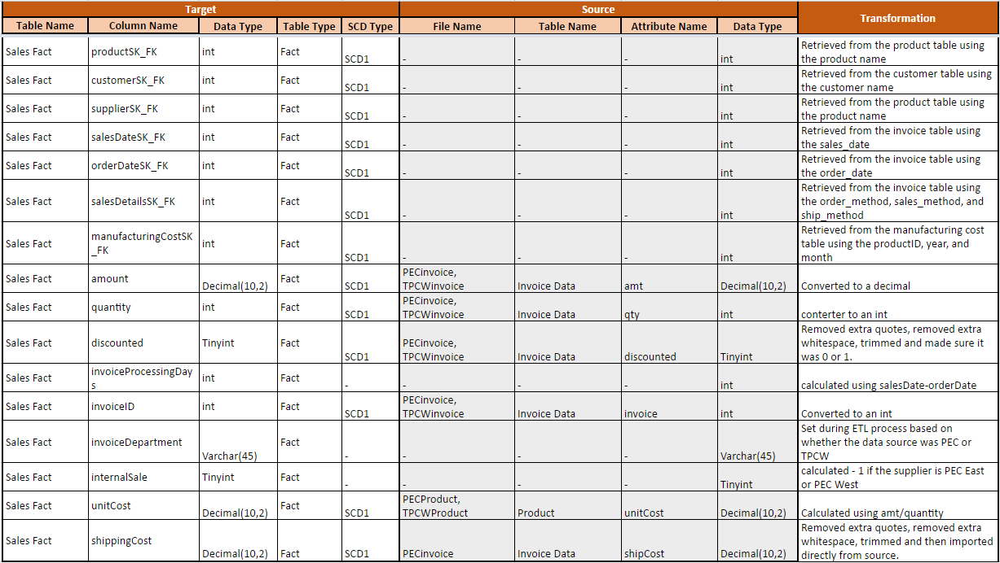 Target Source Transformation
Table Name Column Name Data Type Table Type SCD Type File Name Table Name Attribute Name Data Type
Sales Fact productSK_FK int Fact SCD1 - - - int Retrieved from the product table using
the product name
Sales Fact customerSK_FK int Fact SCD1 - - - int Retrieved from the customer table using
the customer name
Sales Fact supplierSK_FK int Fact SCD1 - - - int Retrieved from the product table using
the product name
Sales Fact salesDateSK_FK int Fact SCD1 - - - int Retrieved from the invoice table using
the sales_date
Sales Fact orderDateSK_FK int Fact SCD1 - - - int Retrieved from the invoice table using
the order_date
Sales Fact salesDetailsSK_FK int Fact SCD1 - - - int Retrieved from the invoice table using
the order_method, sales_method, and
ship_method
Sales Fact manufacturingCostSK
_FK int Fact SCD1 - - - int Retrieved from the manufacturing cost
table using the productID, year, and
month
Sales Fact amount Decimal(10,2) Fact SCD1 PECinvoice,
TPCWinvoice Invoice Data amt Decimal(10,2) Converted to a decimal
Sales Fact quantity int Fact SCD1 PECinvoice,
TPCWinvoice Invoice Data qty int conterter to an int
Sales Fact discounted Tinyint Fact SCD1 PECinvoice,
TPCWinvoice Invoice Data discounted Tinyint Removed extra quotes, removed extra
whitespace, trimmed and made sure it
was 0 or 1.
Sales Fact invoiceProcessingDay
s int Fact - - - - int calculated using salesDate-orderDate
Sales Fact invoiceID int Fact SCD1 PECinvoice,
TPCWinvoice Invoice Data invoice int Converted to an int
Sales Fact invoiceDepartment Varchar(45) Fact - - - - Varchar(45) Set during ETL process based on
whether the data source was PEC or
TPCW
Sales Fact internalSale Tinyint Fact - - - - Tinyint calculated - 1 if the supplier is PEC East
or PEC West
Sales Fact unitCost Decimal(10,2) Fact SCD1 PECProduct,
TPCWProduct Product unitCost Decimal(10,2) Calculated using amt/quantity
Sales Fact shippingCost Decimal(10,2) Fact SCD1 PECinvoice Invoice Data shipCost Decimal(10,2) Removed extra quotes, removed extra
whitespace, trimmed and then imported
directly from source.